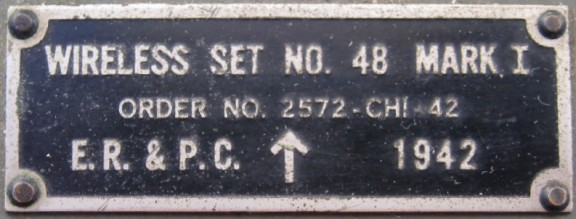 WIRELESS SET NO. 48 MARK I
ORDER NO. 2572-CHI-42
E.R. & P.C. ↑ 1942